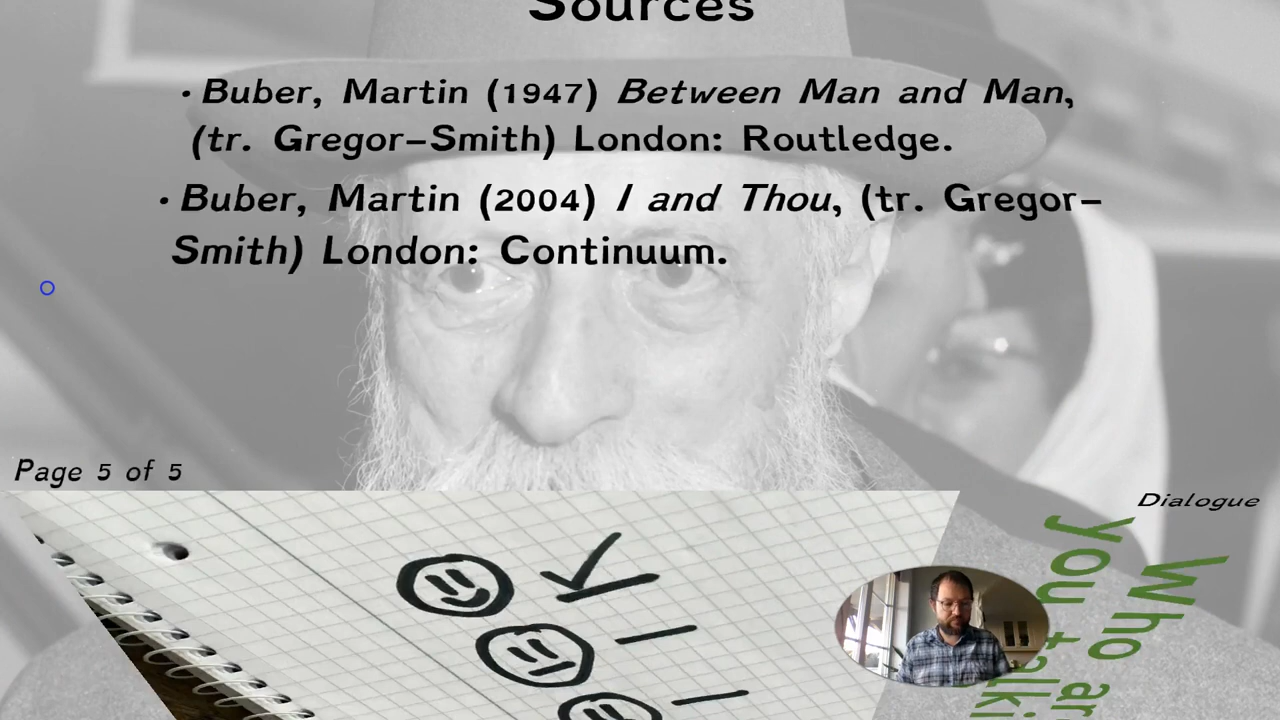 Sources
• Buber, Martin (1947) Between Man and Man,
(tr. Gregor-Smith) London: Routledge.
• Buber, Martin (2004) I and Thou, (tr. Gregor-
Smith) London: Continuum.
Page 5 of 5
Dialogue
Who
you